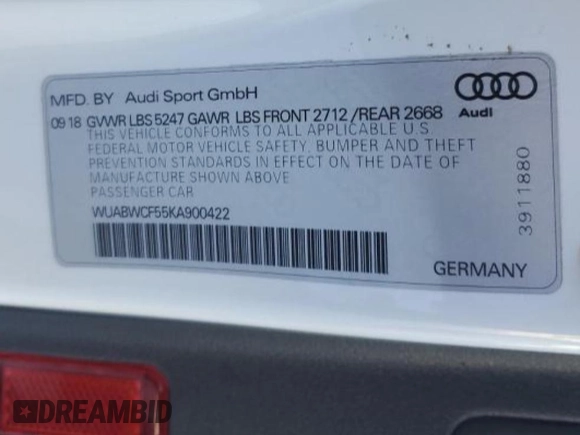 MFD. BY Audi Sport GmbH
09 18 GVWR LBS 5247 GAWR LBS FRONT 2712 /REAR 2668
THIS VEHICLE CONFORMS TO ALL APPLICABLE U.S
FEDERAL MOTOR VEHICLE SAFETY, BUMPER AND THEFT
PREVENTION STANDARDS IN EFFECT ON THE DATE OF
MANUFACTURE SHOWN ABOVE
PASSENGER CAR
WUABWCF55KA900422
Audi
3911880
GERMANY
DREAMBID